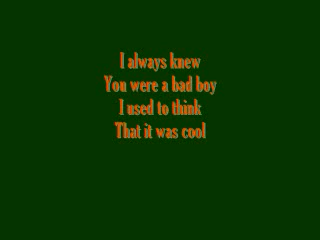 I always knew
You were a bad boy
I used to think
That it was cool